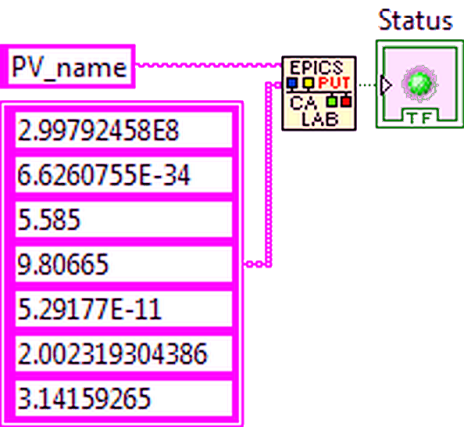 Status
PV_name
EPICS
PUT
CA
LAB
TF
2.99792458E8
6.6260755E-34
5.585
9.80665
5.29177E-11
2.002319304386
3.14159265